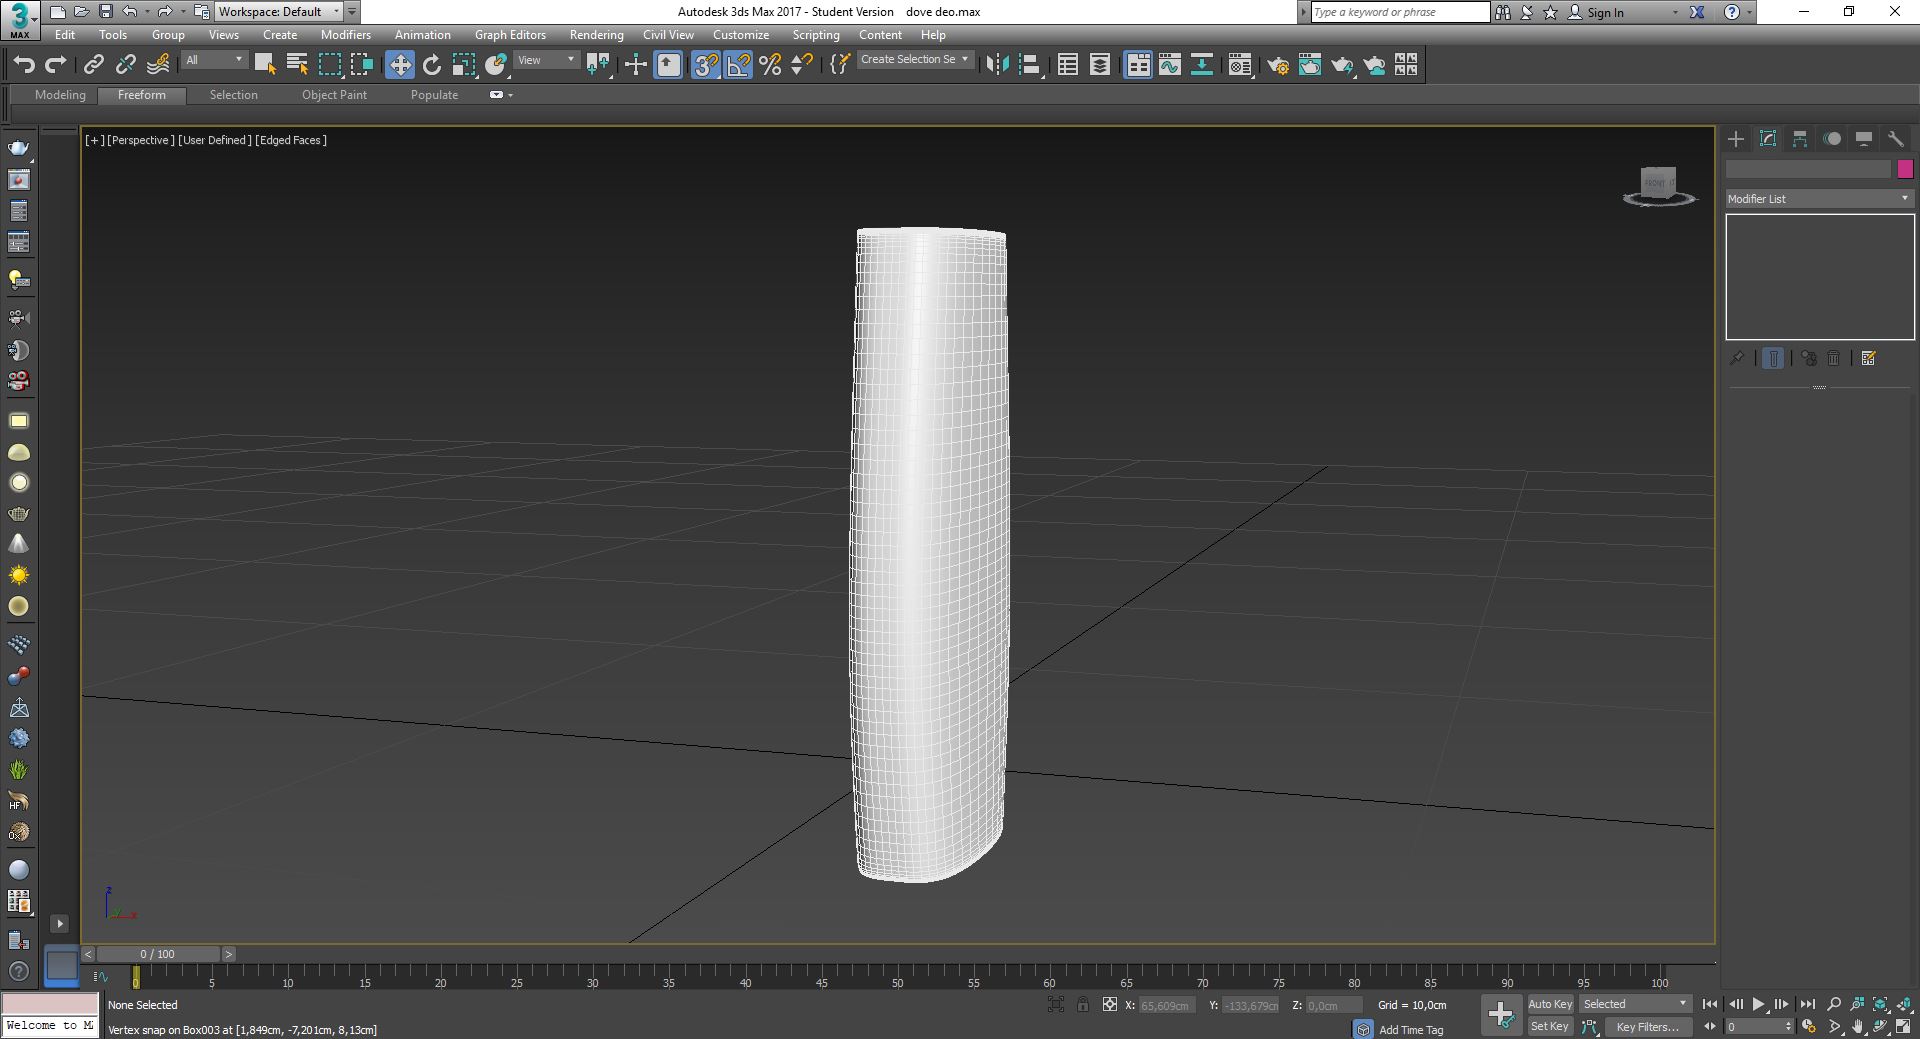 Workspace: Default
Autodesk 3ds Max 2017 - Student Version    dove deo.max
Type a keyword or phrase
Sign In
MAX
Edit Tools Group Views Create Modifiers Animation Graph Editors Rendering Civil View Customize Scripting Content Help
All
View
Create Selection Se
Modeling Freeform Selection Object Paint Populate
[+] [Perspective] [User Defined] [Edged Faces]
FRONT
Modifier List
HF
Ox
z
y x
< 0 / 100 >
0 5 10 15 20 25 30 35 40 45 50 55 60 65 70 75 80 85 90 95 100
None Selected
X: 65,609cm Y: -133,679cm Z: 0,0cm Grid = 10,0cm
Auto Key Selected
Welcome to M
Vertex snap on Box003 at [1,849cm, -7,201cm, 8,13cm]
Add Time Tag
Set Key Key Filters...
0